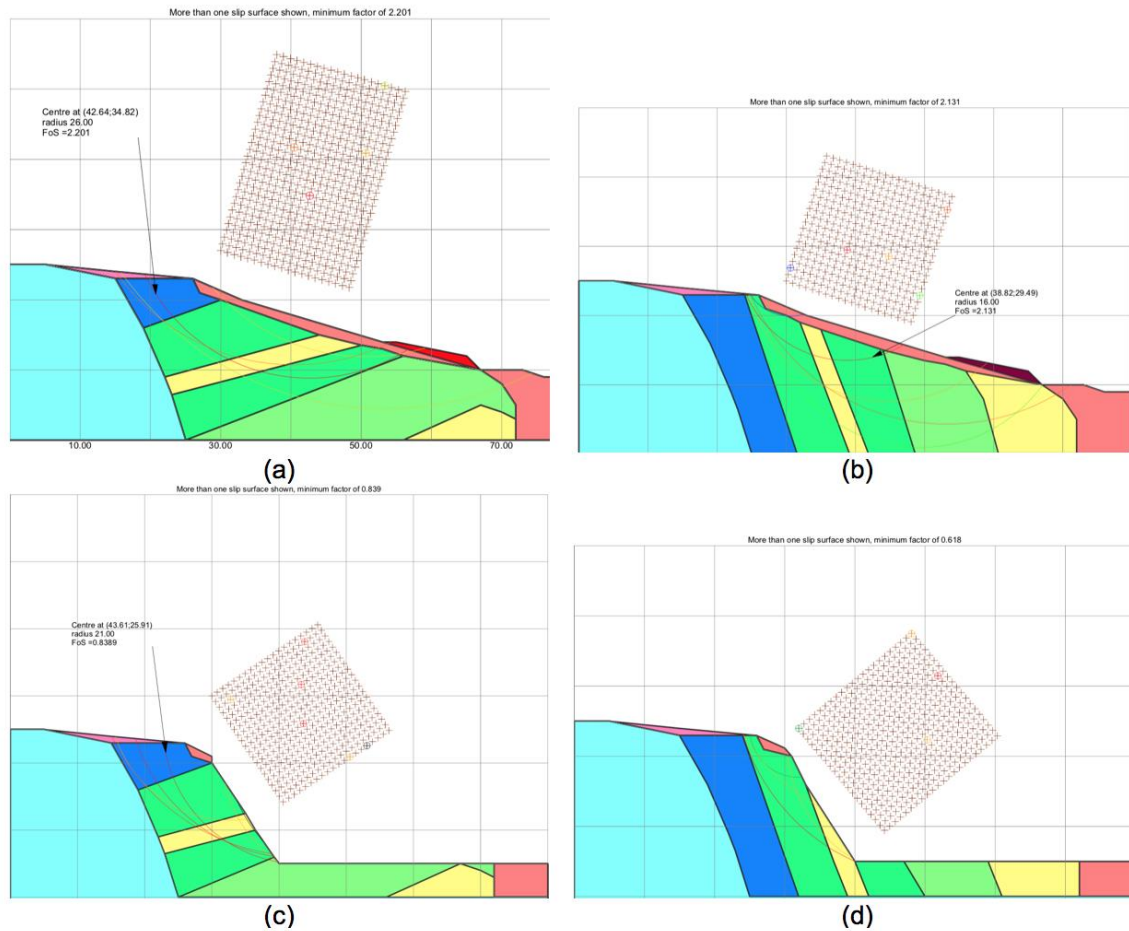 More than one slip surface shown, minimum factor of 2.201
Centre at (42.64;34.82)
radius 26.00
FoS =2.201
10.00 30.00 50.00 70.00
(a)
More than one slip surface shown, minimum factor of 2.131
Centre at (38.82;29.49)
radius 16.00
FoS =2.131
(b)
More than one slip surface shown, minimum factor of 0.839
Centre at (43.61;25.91)
radius 21.00
FoS =0.8389
(c)
More than one slip surface shown, minimum factor of 0.618
(d)